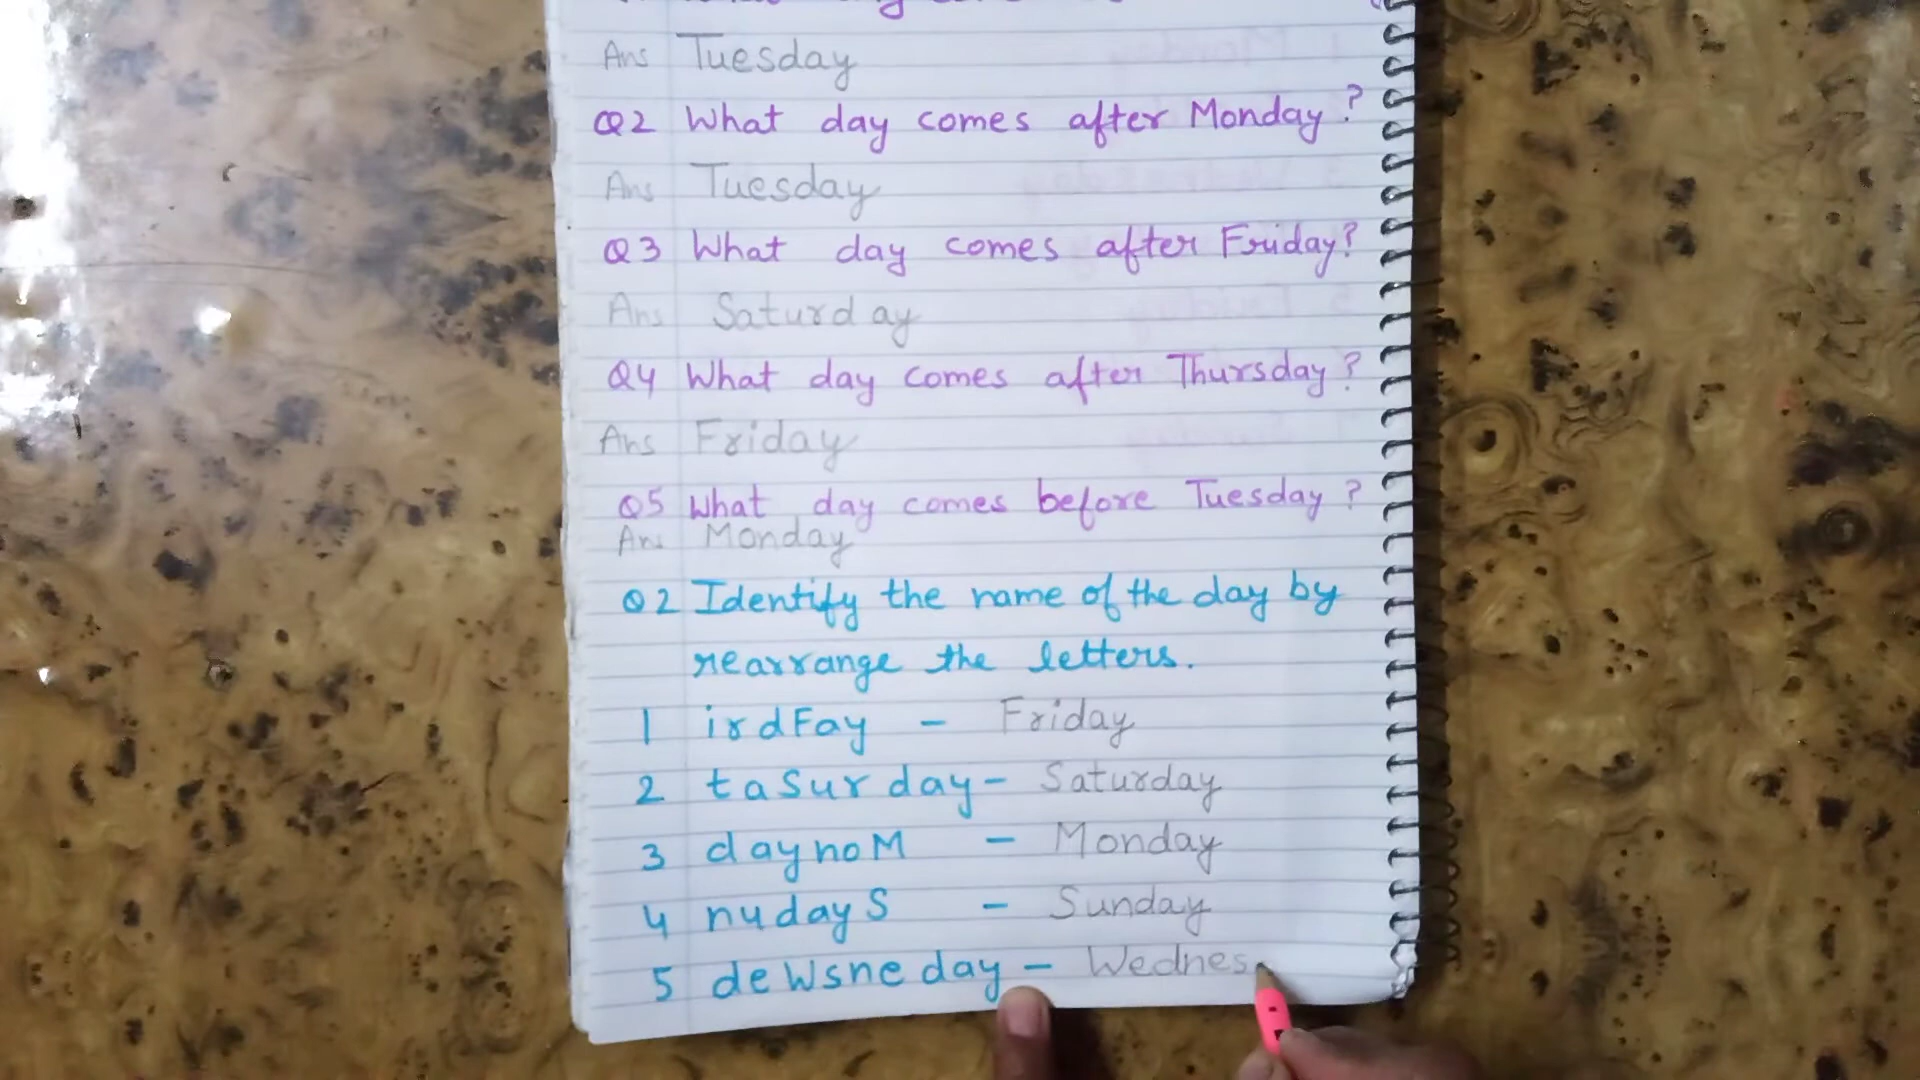 Ans Tuesday
Q2 What day comes after Monday?
Ans Tuesday
Q3 What day comes after Friday?
Ans Saturday
Q4 What day comes after Thursday?
Ans Friday
Q5 What day comes before Tuesday?
Ans Monday
Q2 Identify the name of the day by
rearrange the letters.
1 irdFay - Friday
2 taSurday - Saturday
3 daynoM - Monday
4 nudayS - Sunday
5 deWsneday - Wednes